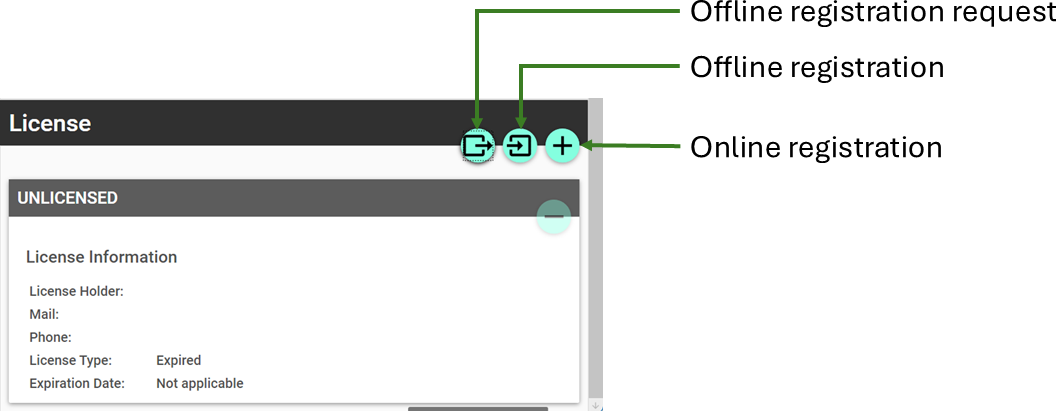 Offline registration request
Offline registration
License
Online registration
UNLICENSED
License Information
License Holder:
Mail:
Phone:
License Type: Expired
Expiration Date: Not applicable